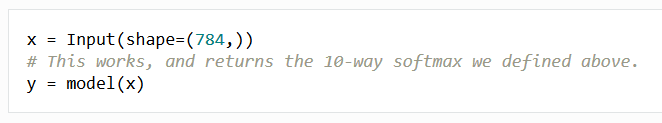 x = Input(shape=(784,))
# This works, and returns the 10-way softmax we defined above.
y = model(x)